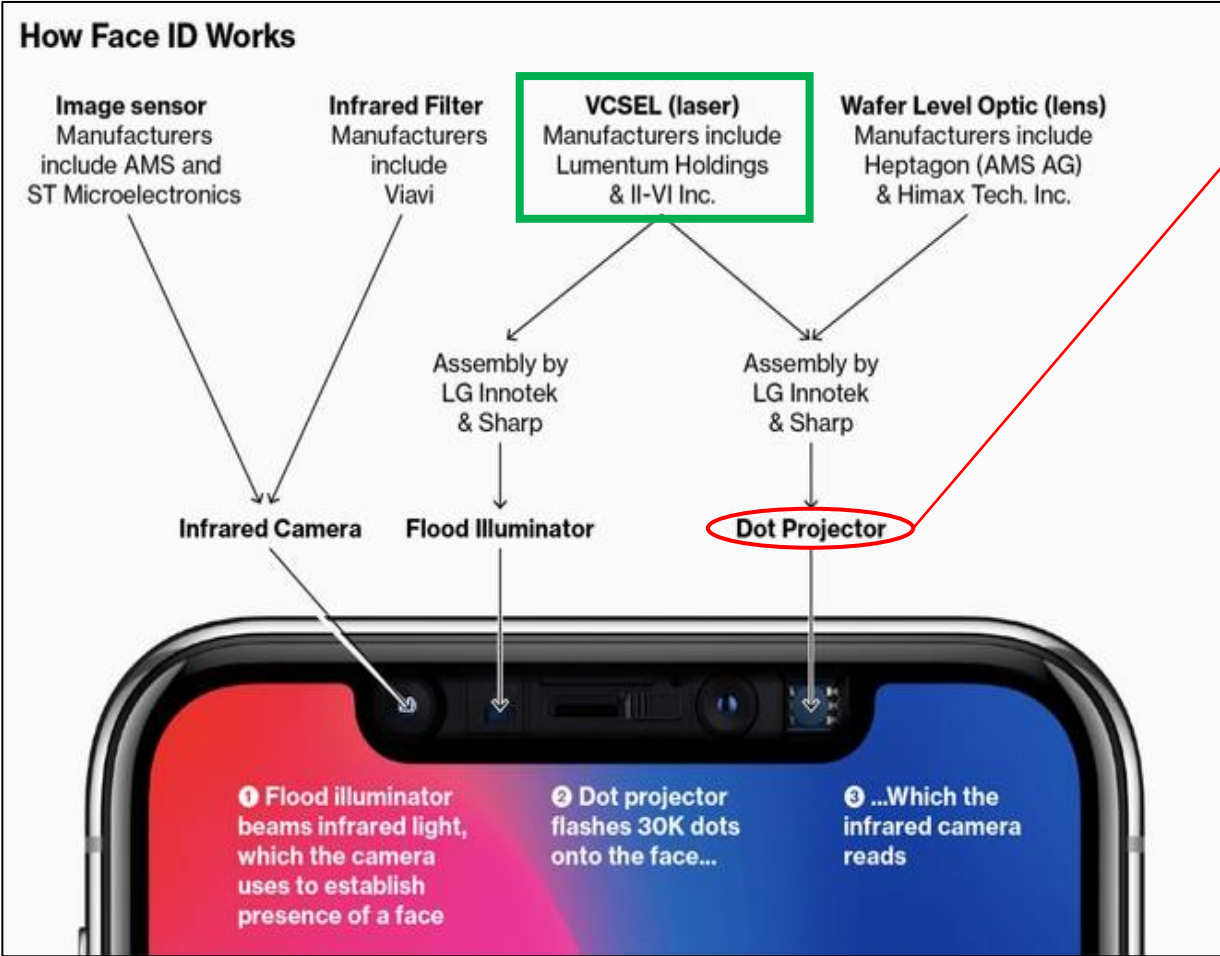 How Face ID Works
Image sensor
Manufacturers
include AMS and
ST Microelectronics
Infrared Filter
Manufacturers
include
Viavi
VCSEL (laser)
Manufacturers include
Lumentum Holdings
& II-VI Inc.
Wafer Level Optic (lens)
Manufacturers include
Heptagon (AMS AG)
& Himax Tech. Inc.
Assembly by
LG Innotek
& Sharp
Assembly by
LG Innotek
& Sharp
Infrared Camera
Flood Illuminator
Dot Projector
❶ Flood illuminator
beams infrared light,
which the camera
uses to establish
presence of a face
❷ Dot projector
flashes 30K dots
onto the face...
❸ ...Which the
infrared camera
reads